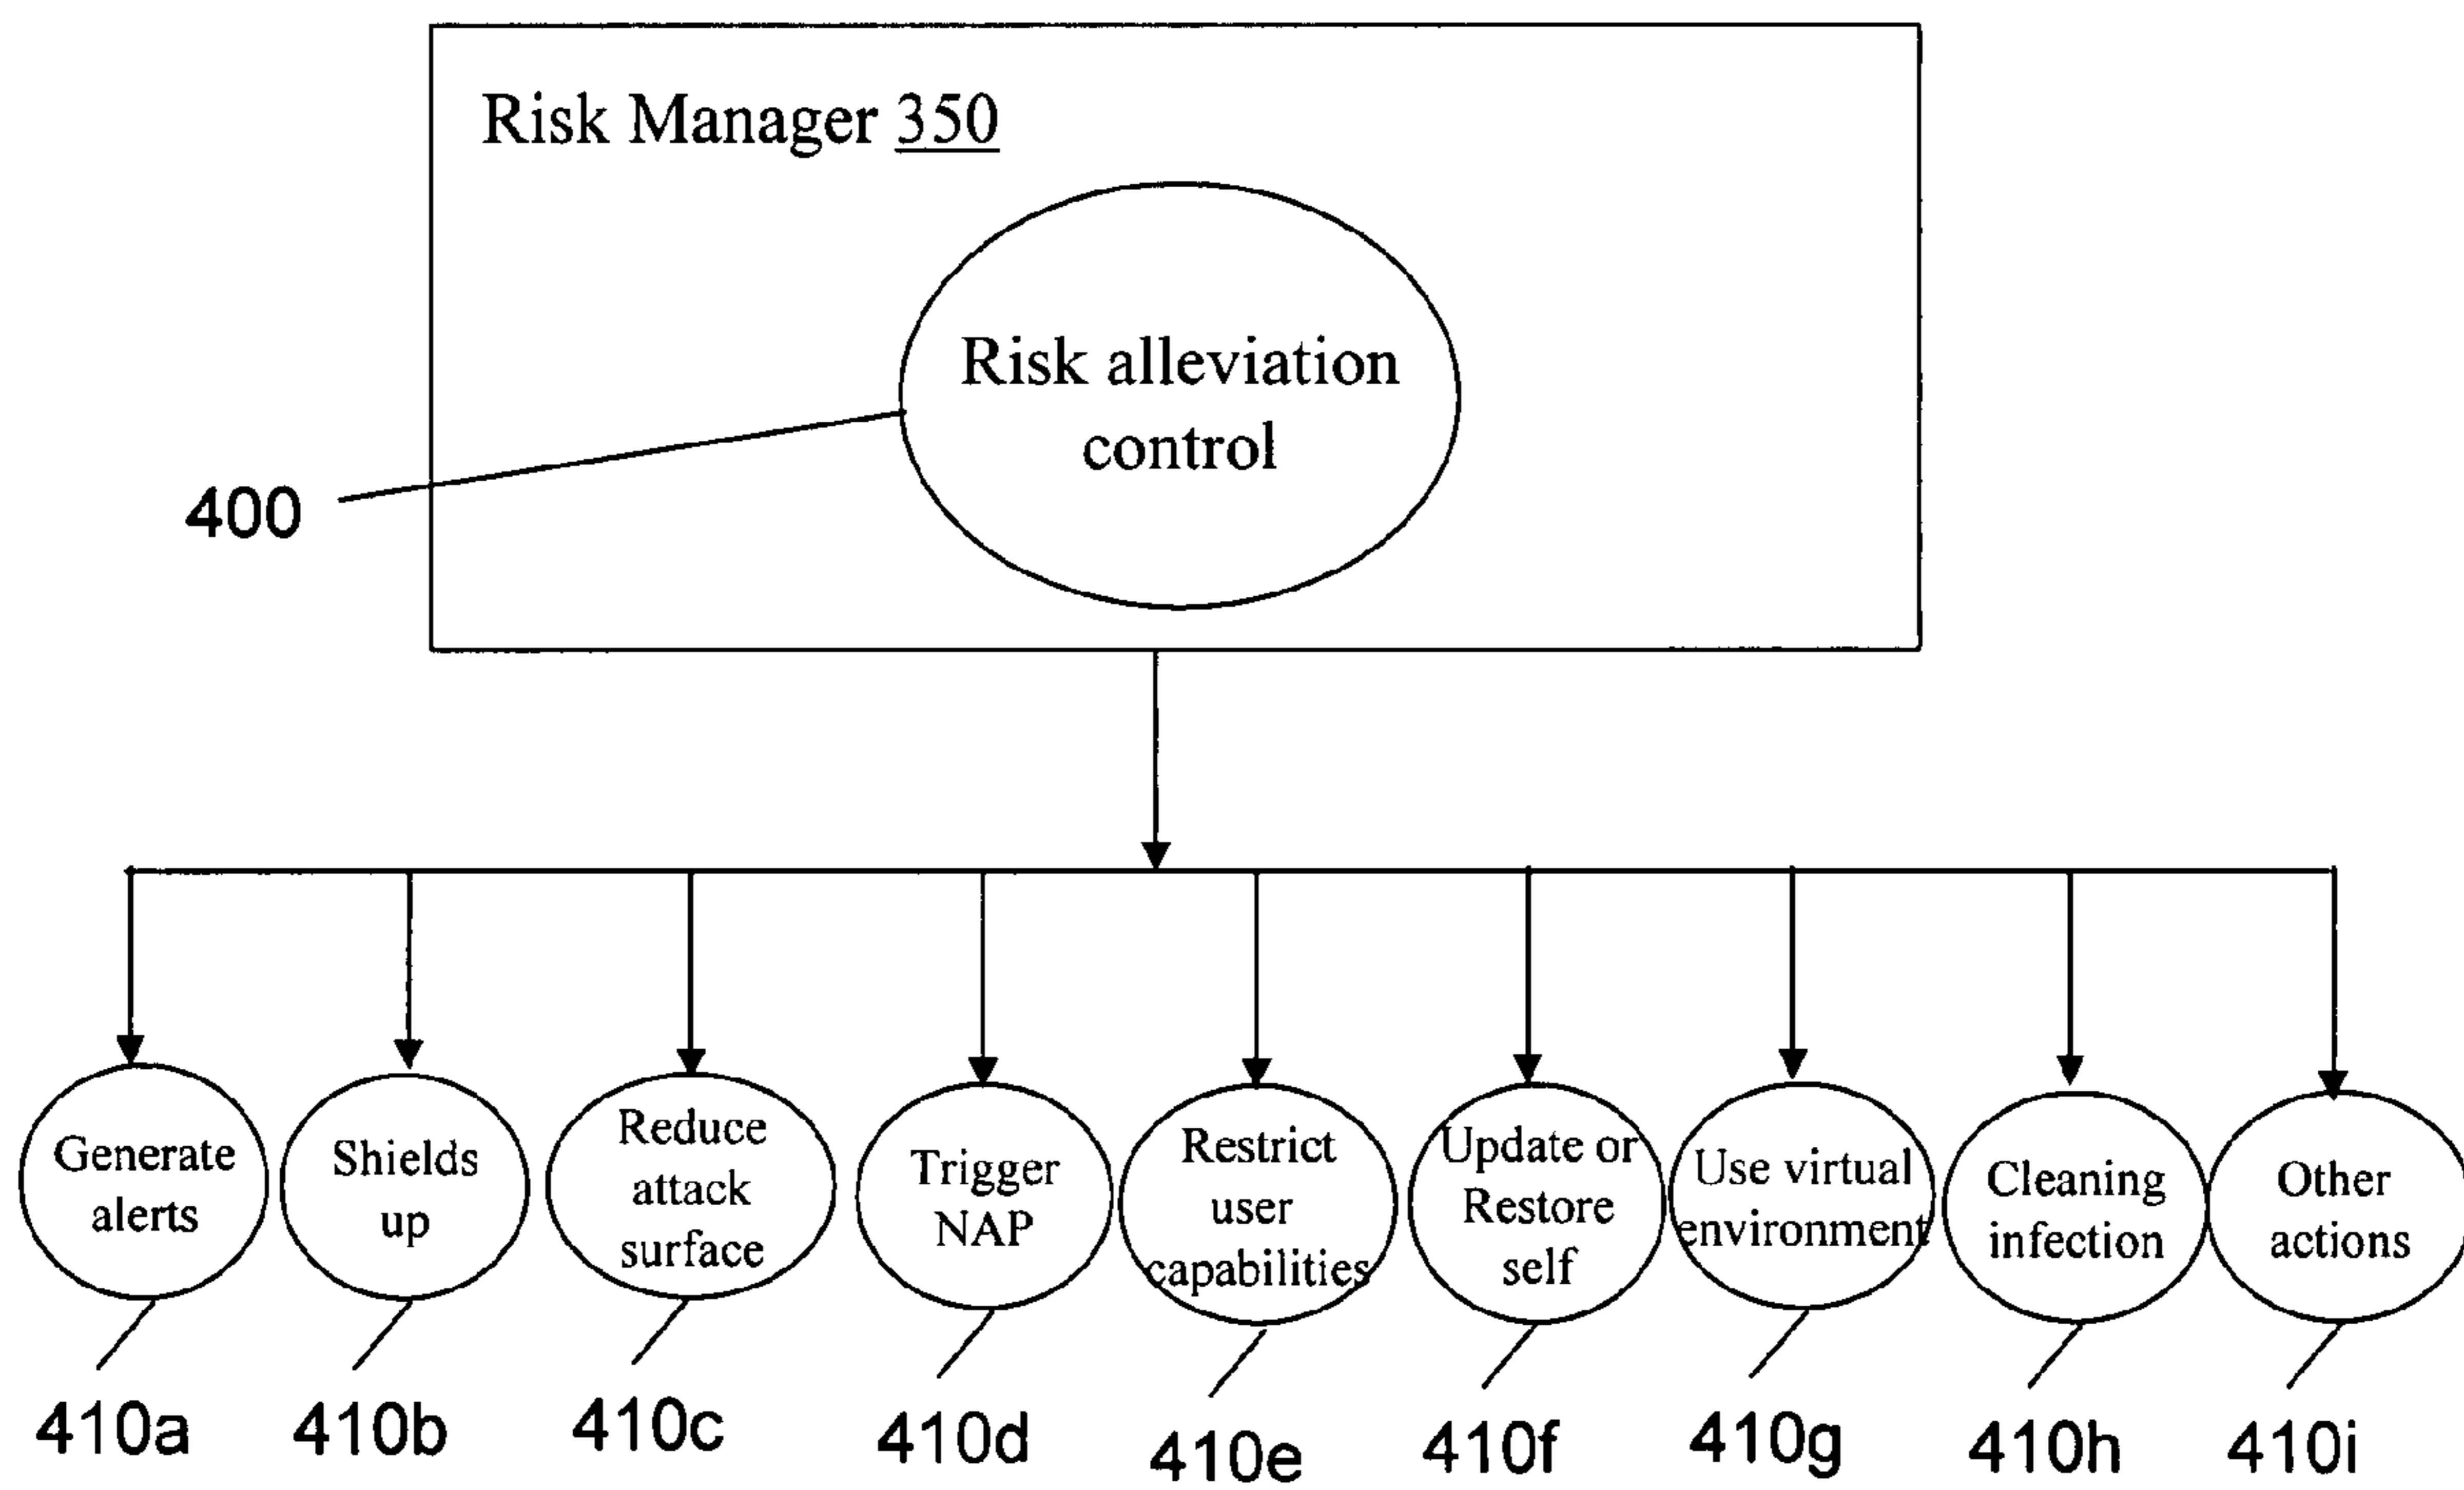 Risk Manager 350
Risk alleviation
control
400
Generate
alerts
Shields
up
Reduce
attack
surface
Trigger
NAP
Restrict
user
capabilities
Update or
Restore
self
Use virtual
environment
Cleaning
infection
Other
actions
410a
410b
410c
410d
410e
410f
410g
410h
410i